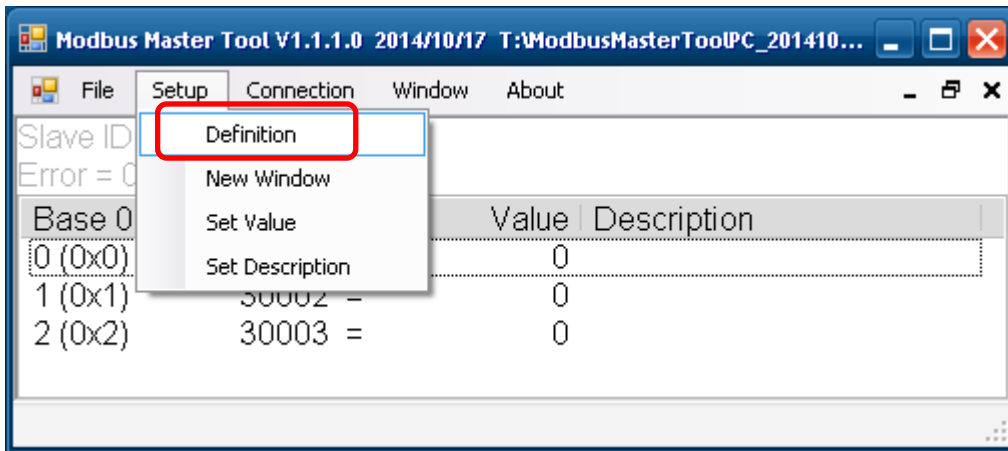 Modbus Master Tool V1.1.1.0 2014/10/17 T:\ModbusMasterTool\PC_201410...
File Setup Connection Window About
Slave ID
Definition
Error = 0
New Window
Base 0 Value Description
Set Value
0 (0x0) 0
Set Description
1 (0x1) 30002 = 0
2 (0x2) 30003 = 0